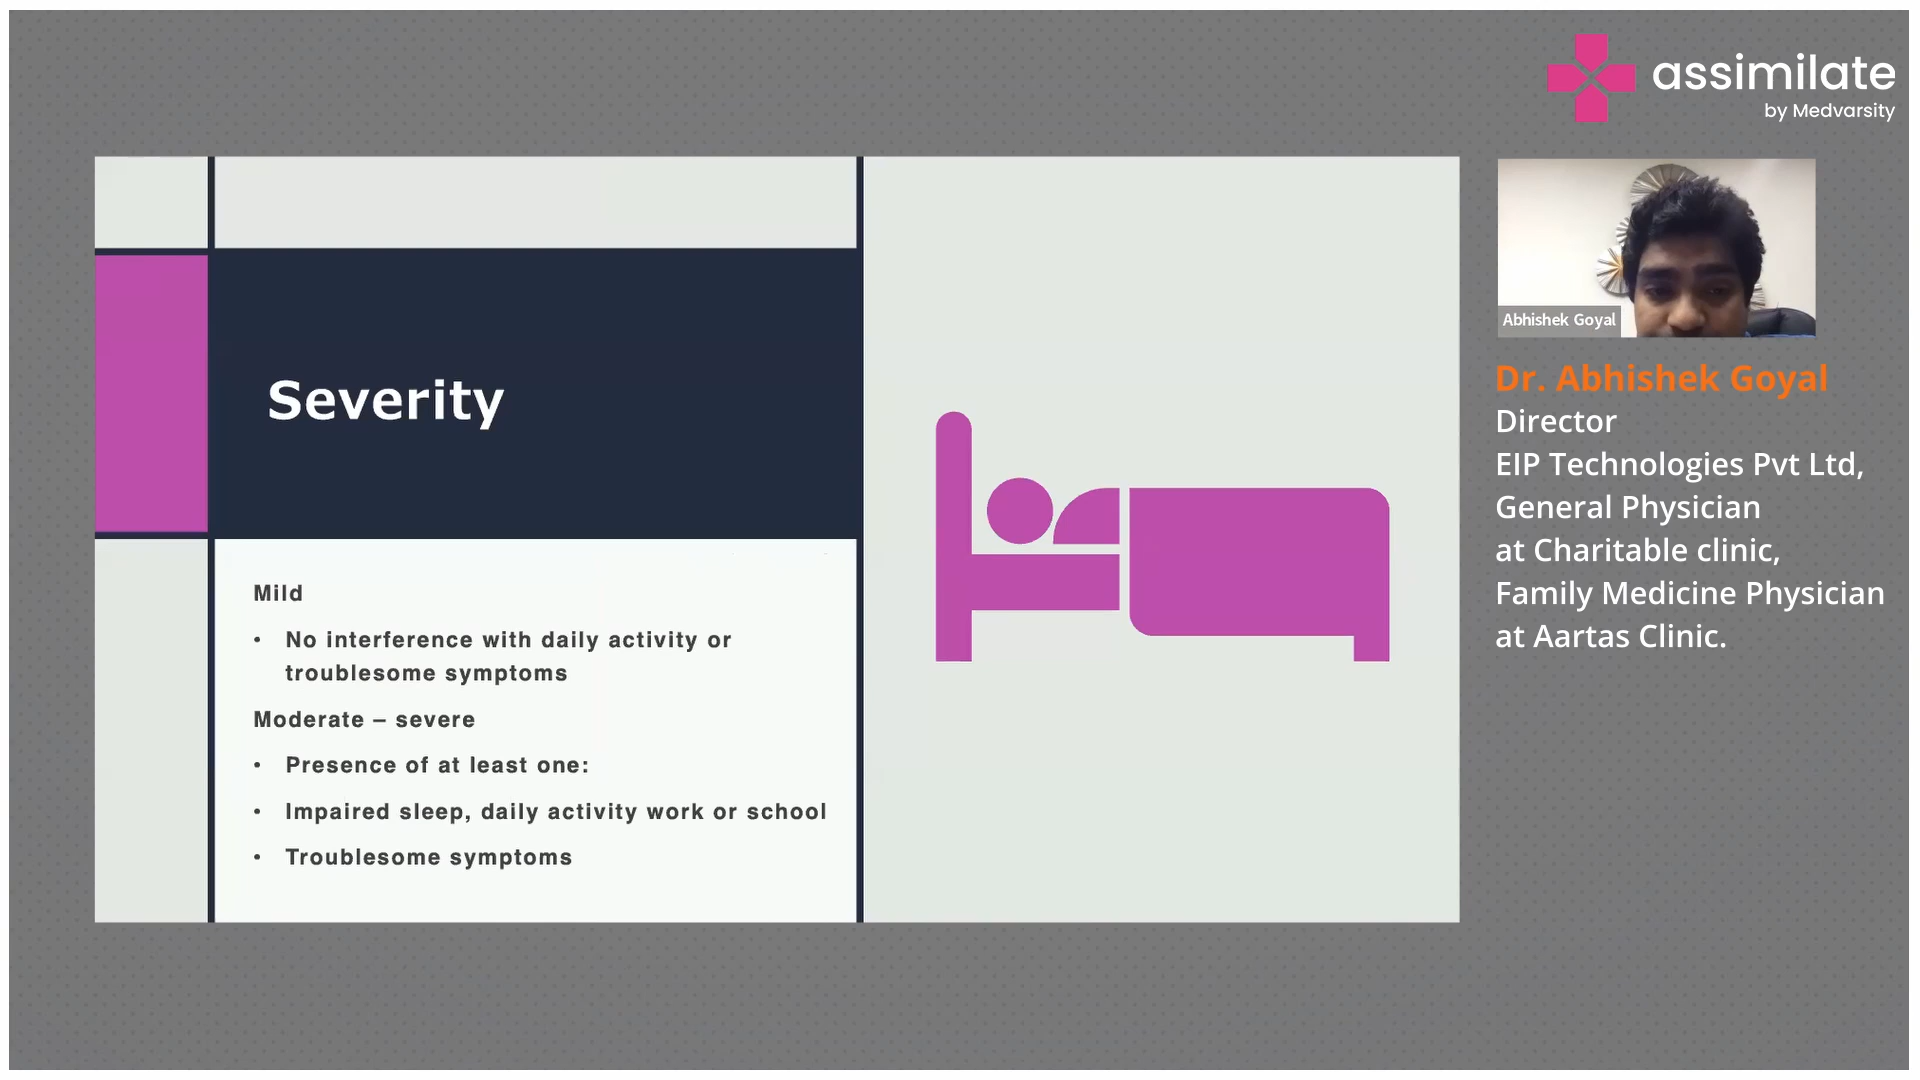 assimilate
by Medvarsity
Severity
Mild
• No interference with daily activity or
troublesome symptoms
Moderate – severe
• Presence of at least one:
• Impaired sleep, daily activity work or school
• Troublesome symptoms
Abhishek Goyal
Dr. Abhishek Goyal
Director
EIP Technologies Pvt Ltd,
General Physician
at Charitable clinic,
Family Medicine Physician
at Aartas Clinic.